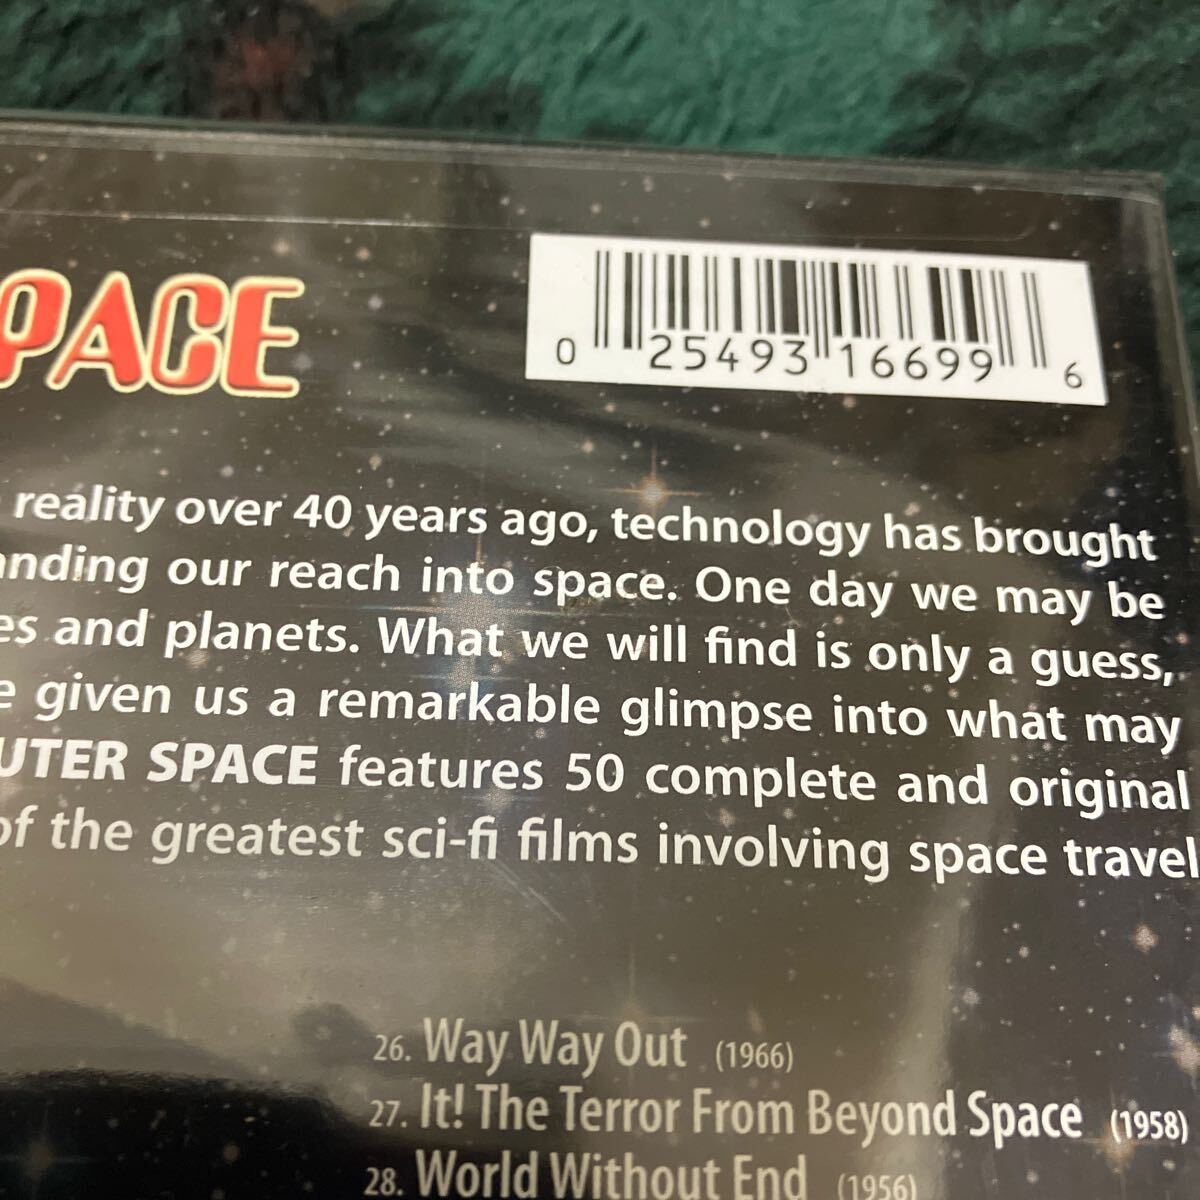 PACE
0 25493 16699 6
reality over 40 years ago, technology has brought
anding our reach into space. One day we may be
es and planets. What we will find is only a guess,
e given us a remarkable glimpse into what may
UTER SPACE features 50 complete and original
of the greatest sci-fi films involving space travel
26. Way Way Out (1966)
27. It! The Terror From Beyond Space (1958)
28. World Without End (1956)